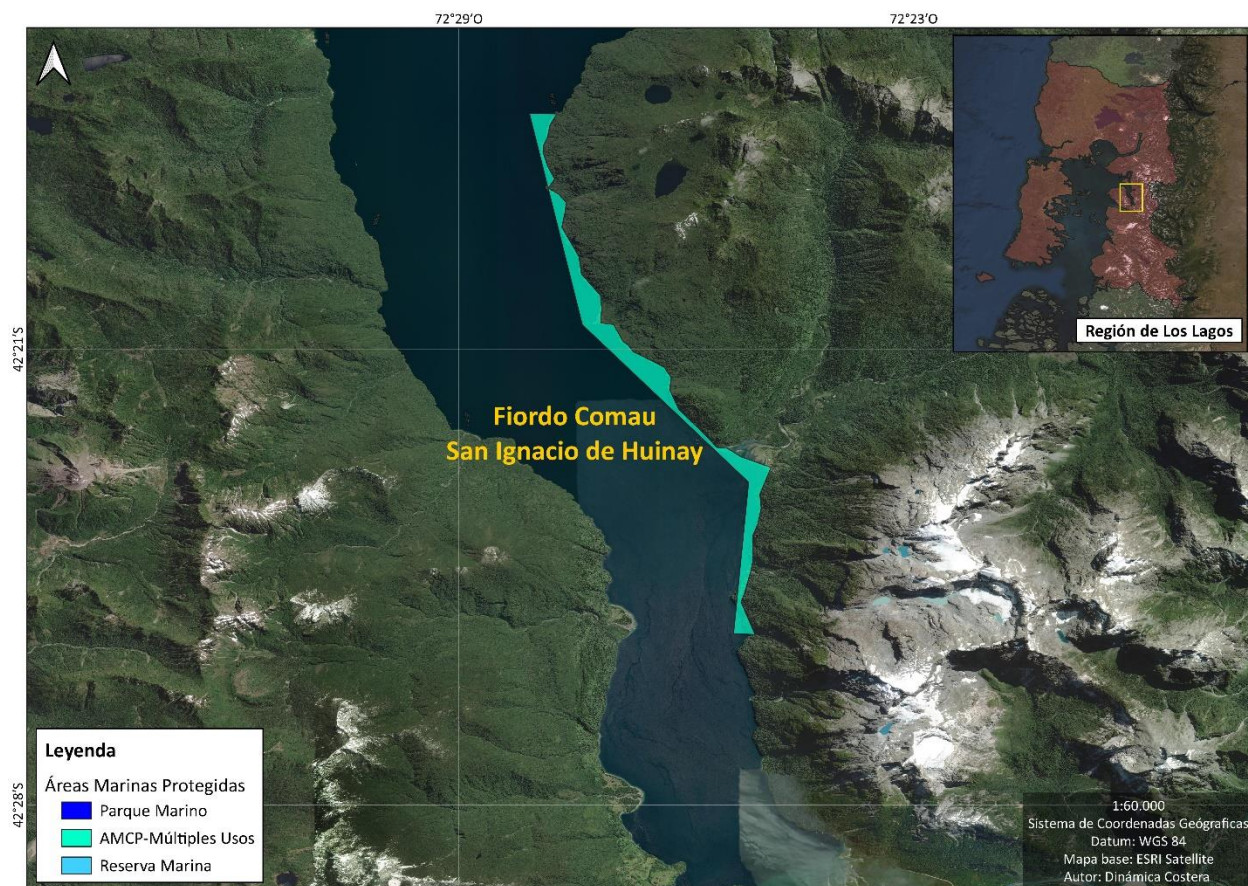 72°29'O
72°23'O
Región de Los Lagos
42°21'S
Fiordo Comau
San Ignacio de Huinay
42°28'S
Leyenda
Áreas Marinas Protegidas
Parque Marino
AMCP-Múltiples Usos
Reserva Marina
1:60.000
Sistema de Coordenadas Geógraficas
Datum: WGS 84
Mapa base: ESRI Satellite
Autor: Dinámica Costera